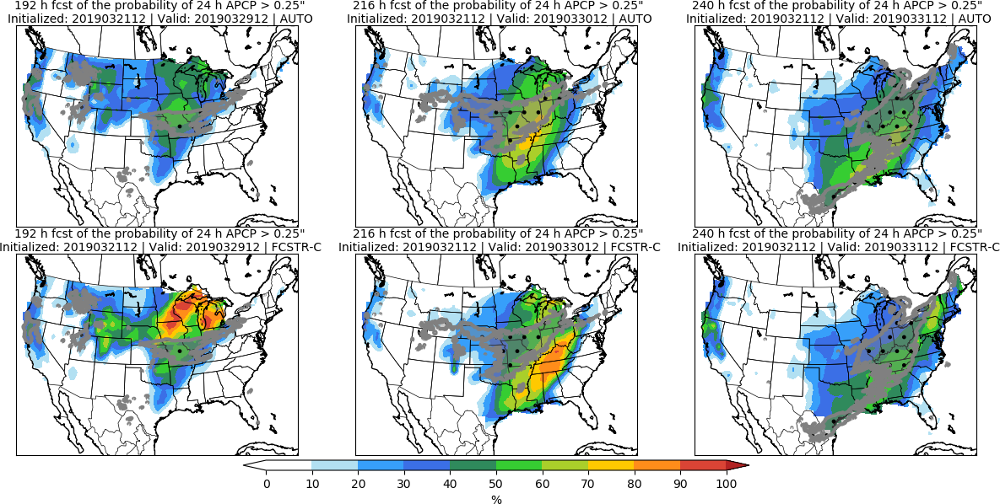 192 h fcst of the probability of 24 h APCP > 0.25"
Initialized: 2019032112 | Valid: 2019032912 | AUTO
216 h fcst of the probability of 24 h APCP > 0.25"
Initialized: 2019032112 | Valid: 2019033012 | AUTO
240 h fcst of the probability of 24 h APCP > 0.25"
Initialized: 2019032112 | Valid: 2019033112 | AUTO
192 h fcst of the probability of 24 h APCP > 0.25"
Initialized: 2019032112 | Valid: 2019032912 | FCSTR-C
216 h fcst of the probability of 24 h APCP > 0.25"
Initialized: 2019032112 | Valid: 2019033012 | FCSTR-C
240 h fcst of the probability of 24 h APCP > 0.25"
Initialized: 2019032112 | Valid: 2019033112 | FCSTR-C
0 10 20 30 40 50 60 70 80 90 100
%